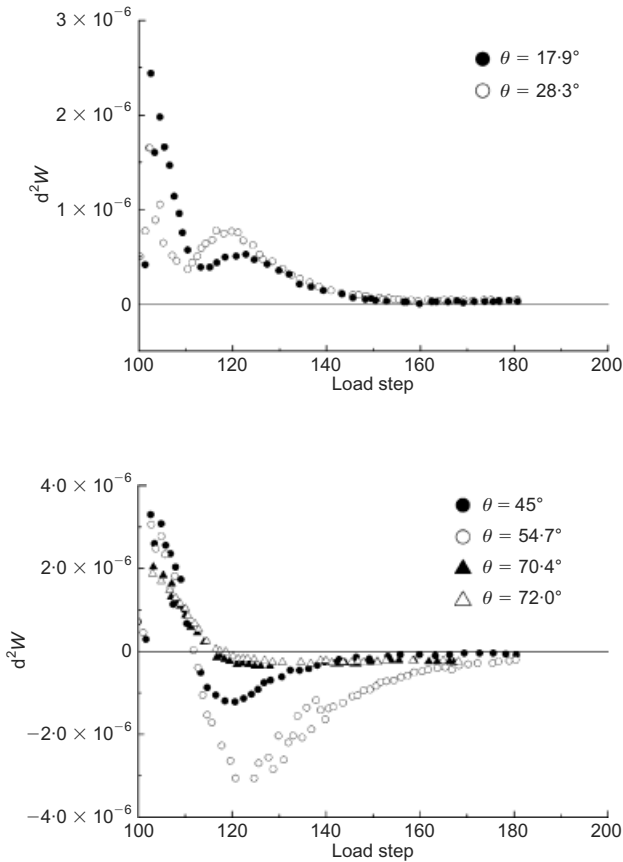 3 × 10⁻⁶
2 × 10⁻⁶
1 × 10⁻⁶
0
d²W
100 120 140 160 180 200
Load step
θ = 17·9°
θ = 28·3°
4·0 × 10⁻⁶
2·0 × 10⁻⁶
0
−2·0 × 10⁻⁶
−4·0 × 10⁻⁶
d²W
100 120 140 160 180 200
Load step
θ = 45°
θ = 54·7°
θ = 70·4°
θ = 72·0°